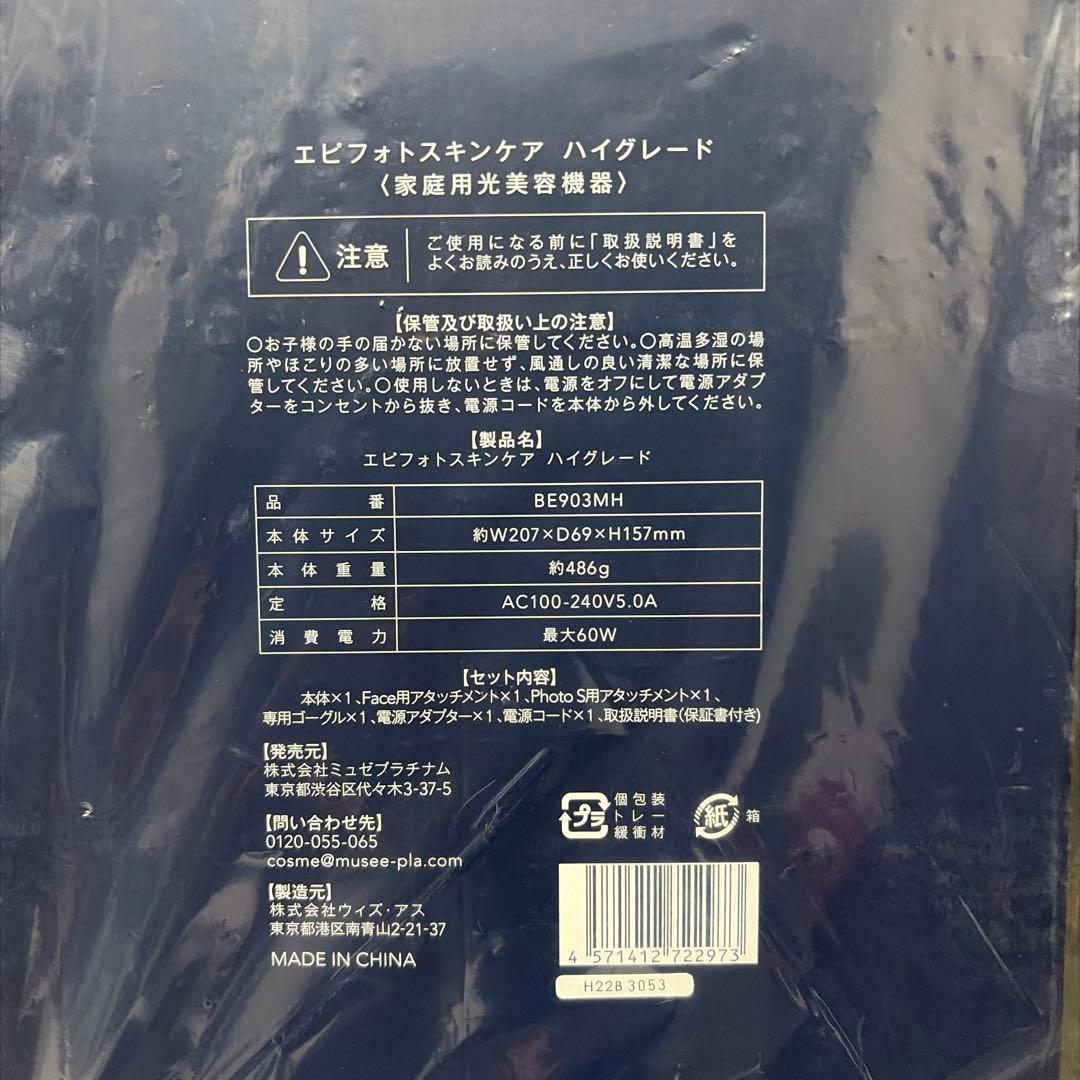 エピフォトスキンケア ハイグレード
〈家庭用光美容機器〉
注意
ご使用になる前に「取扱説明書」を
よくお読みのうえ、正しくお使いください。
【保管及び取扱い上の注意】
○お子様の手の届かない場所に保管してください。○高温多湿の場
所やほこりの多い場所に放置せず、風通しの良い清潔な場所に保
管してください。○使用しないときは、電源をオフにして電源アダプ
ターをコンセントから抜き、電源コードを本体から外してください。
【製品名】
エピフォトスキンケア ハイグレード
品番 BE903MH
本体サイズ 約W207×D69×H157mm
本体重量 約486g
定格 AC100-240V5.0A
消費電力 最大60W
【セット内容】
本体×1、Face用アタッチメント×1、Photo S用アタッチメント×1、
専用ゴーグル×1、電源アダプター×1、電源コード×1、取扱説明書(保証書付き)
【発売元】
株式会社ミュゼプラチナム
東京都渋谷区代々木3-37-5
【問い合わせ先】
0120-055-065
cosme@musee-pla.com
【製造元】
株式会社ウィズ・アス
東京都港区南青山2-21-37
MADE IN CHINA
プラ
個包装
トレー
緩衝材
紙
箱
4 571412 722973
H22B 3053